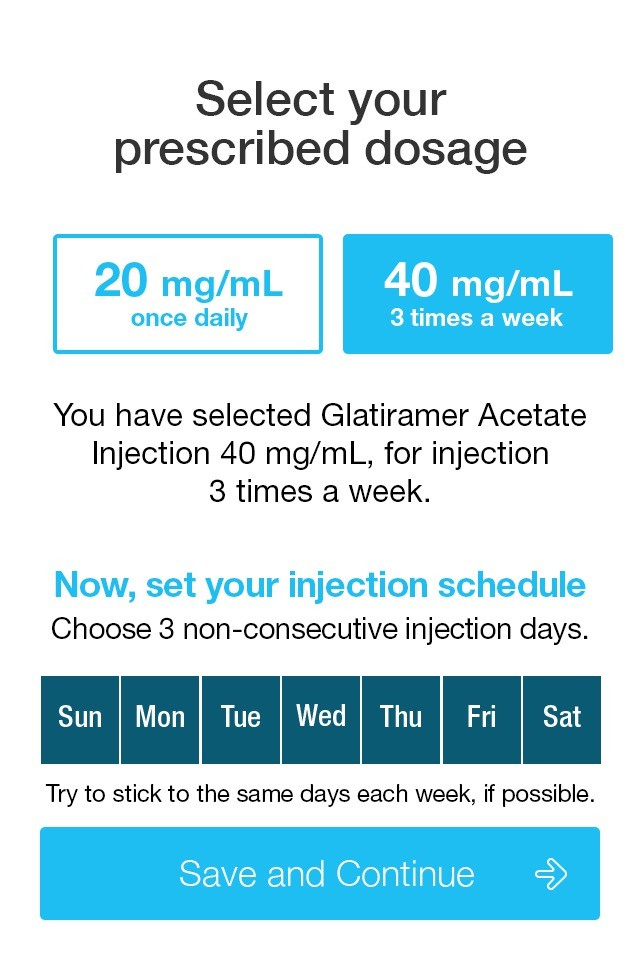 Select your
prescribed dosage
20 mg/mL
once daily
40 mg/mL
3 times a week
You have selected Glatiramer Acetate
Injection 40 mg/mL, for injection
3 times a week.
Now, set your injection schedule
Choose 3 non-consecutive injection days.
Sun Mon Tue Wed Thu Fri Sat
Try to stick to the same days each week, if possible.
Save and Continue